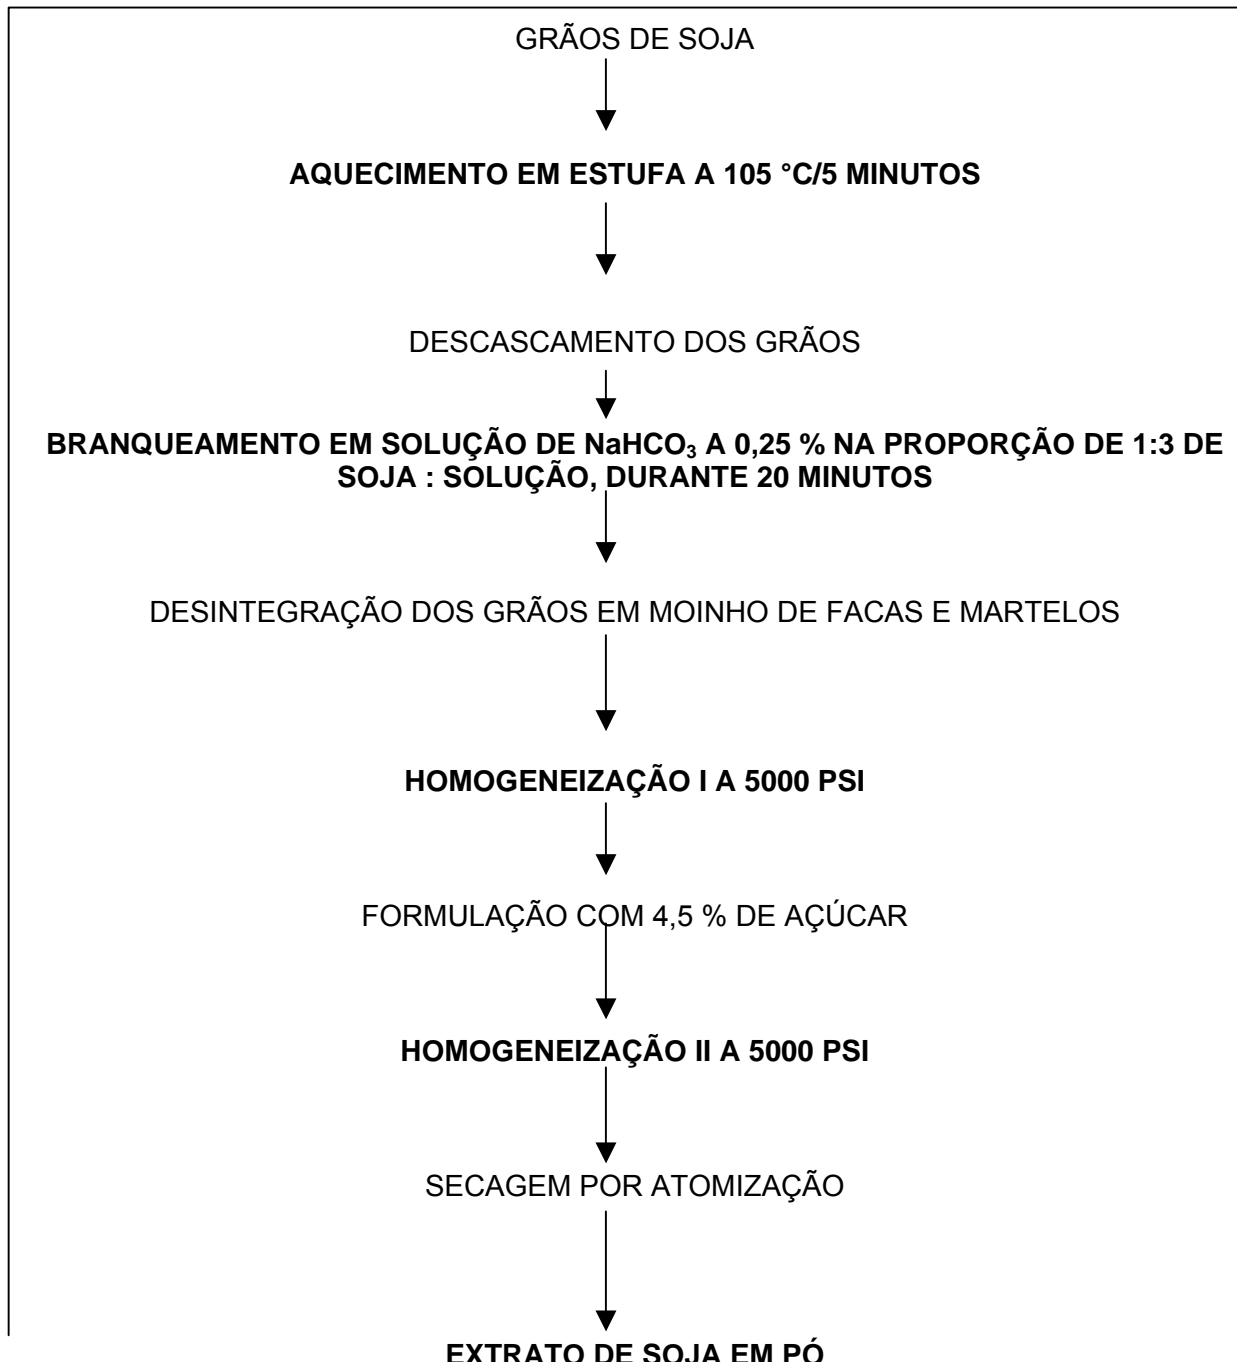 GRÃOS DE SOJA
AQUECIMENTO EM ESTUFA A 105 °C/5 MINUTOS
DESCASCAMENTO DOS GRÃOS
BRANQUEAMENTO EM SOLUÇÃO DE NaHCO₃ A 0,25 % NA PROPORÇÃO DE 1:3 DE
SOJA : SOLUÇÃO, DURANTE 20 MINUTOS
DESINTEGRAÇÃO DOS GRÃOS EM MOINHO DE FACAS E MARTELOS
HOMOGENEIZAÇÃO I A 5000 PSI
FORMULAÇÃO COM 4,5 % DE AÇÚCAR
HOMOGENEIZAÇÃO II A 5000 PSI
SECAGEM POR ATOMIZAÇÃO
EXTRATO DE SOJA EM PÓ